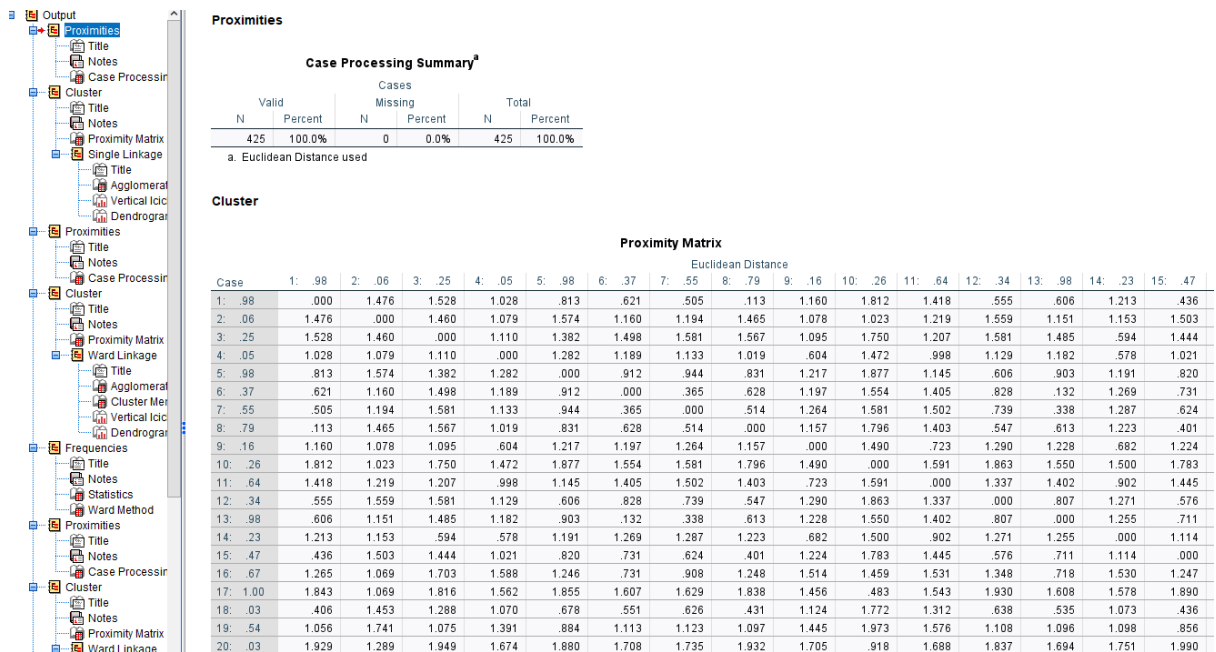 Output
Proximities
Title
Notes
Case Processin
Cluster
Title
Notes
Proximity Matrix
Single Linkage
Title
Agglomerat
Vertical Icic
Dendrogran
Proximities
Title
Notes
Case Processin
Cluster
Title
Notes
Proximity Matrix
Ward Linkage
Title
Agglomerat
Cluster Mer
Vertical Icic
Dendrogran
Frequencies
Title
Notes
Statistics
Ward Method
Proximities
Title
Notes
Case Processin
Cluster
Title
Notes
Proximity Matrix
Ward Linkage
Proximities
Case Processing Summary a
Cases
Valid Missing Total
N Percent N Percent N Percent
425 100.0% 0 0.0% 425 100.0%
a. Euclidean Distance used
Cluster
Proximity Matrix
Euclidean Distance
Case 1: .98 2: .06 3: .25 4: .05 5: .98 6: .37 7: .55 8: .79 9: .16 10: .26 11: .64 12: .34 13: .98 14: .23 15: .47
1: .98 .000 1.476 1.528 1.028 .813 .621 .505 .113 1.160 1.812 1.418 .555 .606 1.213 .436
2: .06 1.476 .000 1.460 1.079 1.574 1.160 1.194 1.465 1.078 1.023 1.219 1.559 1.151 1.153 1.503
3: .25 1.528 1.460 .000 1.110 1.382 1.498 1.581 1.567 1.095 1.750 1.207 1.581 1.485 .594 1.444
4: .05 1.028 1.079 1.110 .000 1.282 1.189 1.133 1.019 .604 1.472 .998 1.129 1.182 .578 1.021
5: .98 .813 1.574 1.382 1.282 .000 .912 .944 .831 1.217 1.877 1.145 .606 .903 1.191 .820
6: .37 .621 1.160 1.498 1.189 .912 .000 .365 .628 1.197 1.554 1.405 .828 .132 1.269 .731
7: .55 .505 1.194 1.581 1.133 .944 .365 .000 .514 1.264 1.581 1.502 .739 .338 1.287 .624
8: .79 .113 1.465 1.567 1.019 .831 .628 .514 .000 1.157 1.796 1.403 .547 .613 1.223 .401
9: .16 1.160 1.078 1.095 .604 1.217 1.197 1.264 1.157 .000 1.490 .723 1.290 1.228 .682 1.224
10: .26 1.812 1.023 1.750 1.472 1.877 1.554 1.581 1.796 1.490 .000 1.591 1.863 1.550 1.500 1.783
11: .64 1.418 1.219 1.207 .998 1.145 1.405 1.502 1.403 .723 1.591 .000 1.337 1.402 .902 1.445
12: .34 .555 1.559 1.581 1.129 .606 .828 .739 .547 1.290 1.863 1.337 .000 .807 1.271 .576
13: .98 .606 1.151 1.485 1.182 .903 .132 .338 .613 1.228 1.550 1.402 .807 .000 1.255 .711
14: .23 1.213 1.153 .594 .578 1.191 1.269 1.287 1.223 .682 1.500 .902 1.271 1.255 .000 1.114
15: .47 .436 1.503 1.444 1.021 .820 .731 .624 .401 1.224 1.783 1.445 .576 .711 1.114 .000
16: .67 1.265 1.069 1.703 1.588 1.246 .731 .908 1.248 1.514 1.459 1.531 1.348 .718 1.530 1.247
17: 1.00 1.843 1.069 1.816 1.562 1.855 1.607 1.629 1.838 1.456 .483 1.543 1.930 1.608 1.578 1.890
18: .03 .406 1.453 1.288 1.070 .678 .551 .626 .431 1.124 1.772 1.312 .638 .535 1.073 .436
19: .54 1.056 1.741 1.075 1.391 .884 1.113 1.123 1.097 1.445 1.973 1.576 1.108 1.096 1.098 .856
20: .03 1.929 1.289 1.949 1.674 1.880 1.708 1.735 1.932 1.705 .918 1.688 1.837 1.694 1.751 1.990